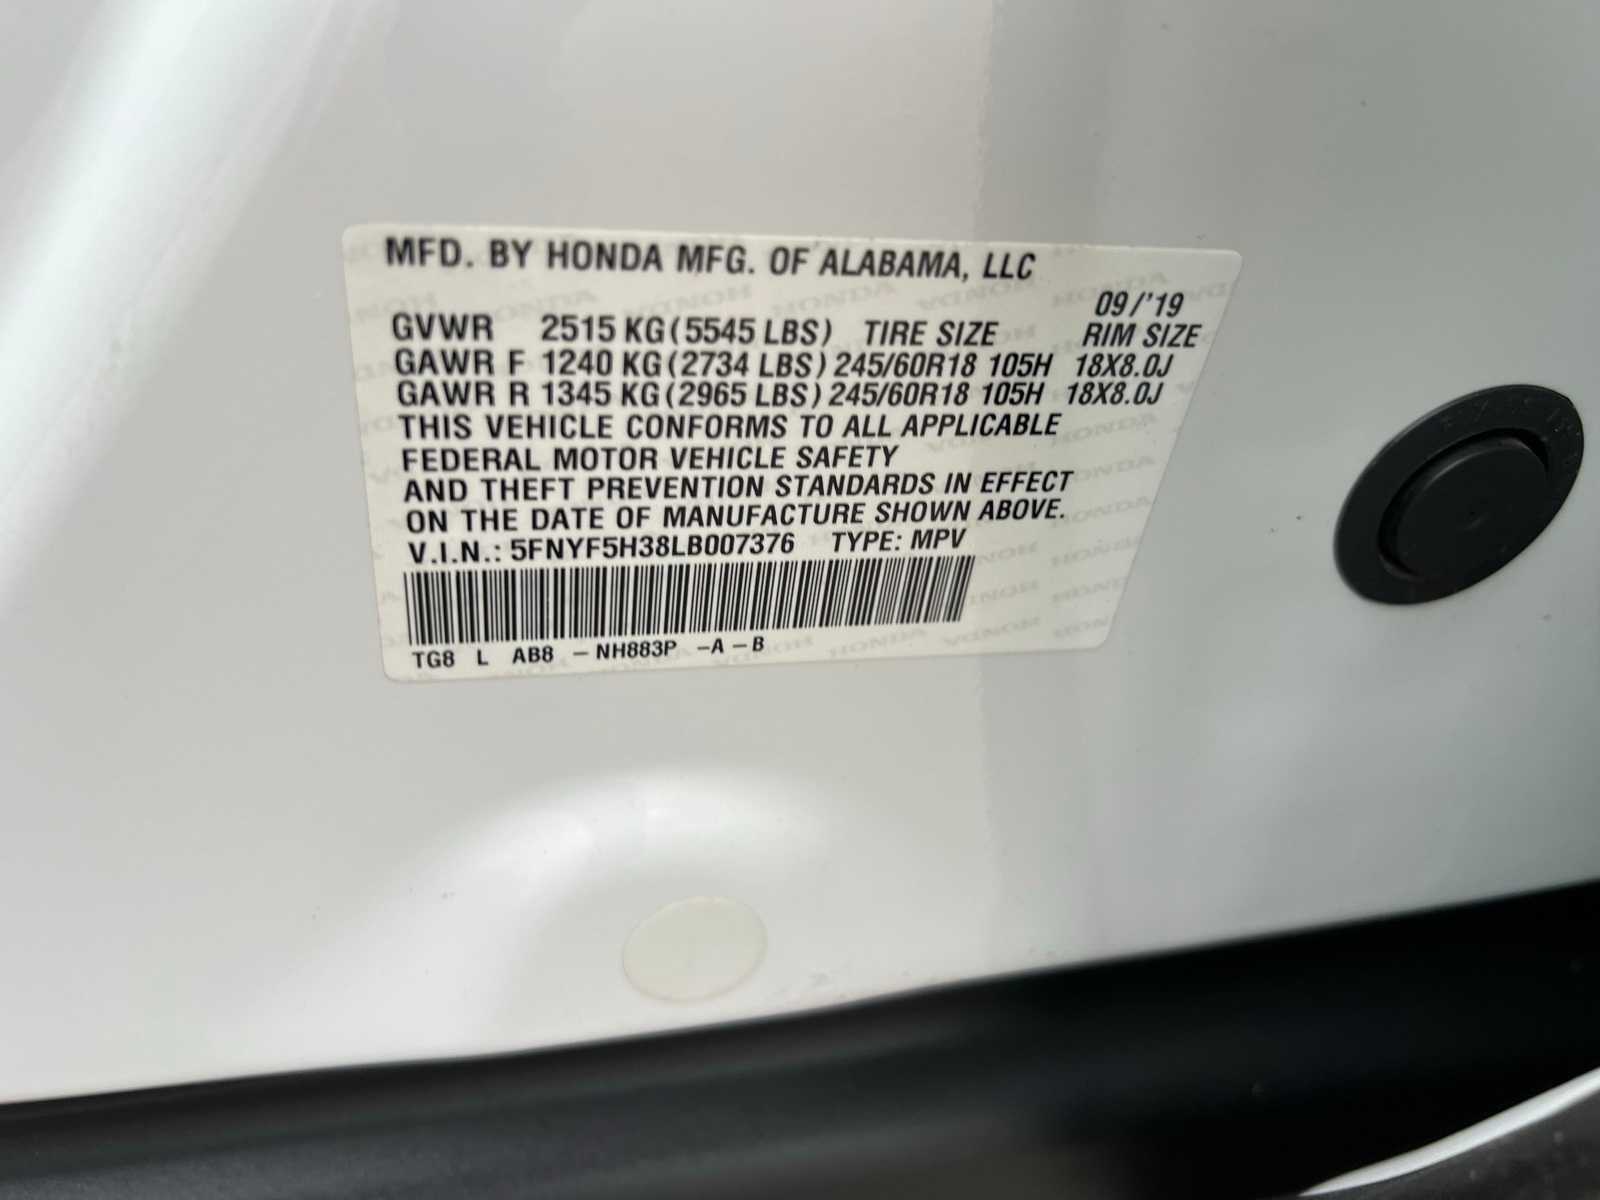 MFD. BY HONDA MFG. OF ALABAMA, LLC
09/'19
GVWR 2515 KG (5545 LBS) TIRE SIZE RIM SIZE
GAWR F 1240 KG (2734 LBS) 245/60R18 105H 18X8.0J
GAWR R 1345 KG (2965 LBS) 245/60R18 105H 18X8.0J
THIS VEHICLE CONFORMS TO ALL APPLICABLE
FEDERAL MOTOR VEHICLE SAFETY
AND THEFT PREVENTION STANDARDS IN EFFECT
ON THE DATE OF MANUFACTURE SHOWN ABOVE.
V.I.N.: 5FNYF5H38LB007376 TYPE: MPV
TG8 L AB8 - NH883P - A - B